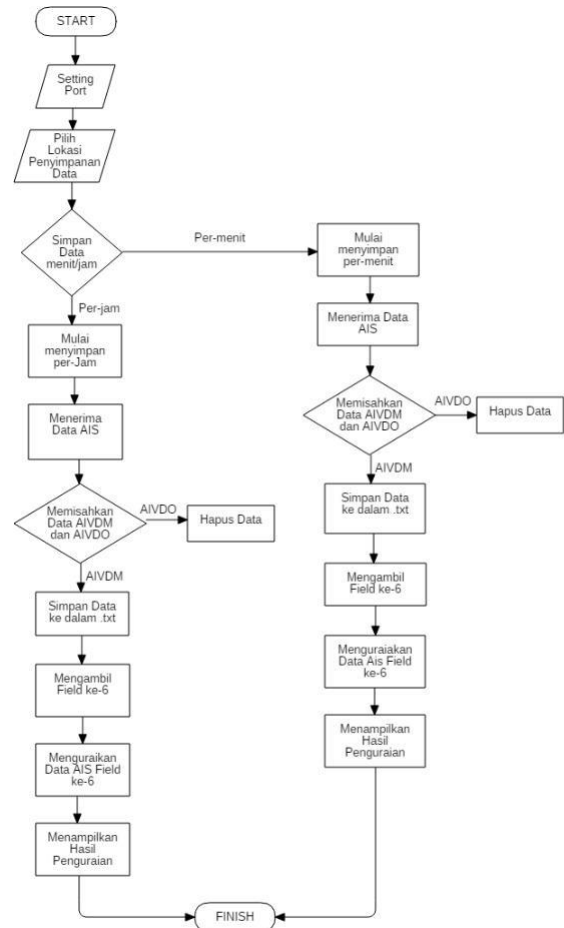 START
Setting
Port
Pilih
Lokasi
Penyimpanan
Data
Simpan
Data
menit/jam
Per-menit
Per-jam
Mulai
menyimpan
per-Jam
Menerima
Data AIS
Memisahkan
Data AIVDM
dan AIVDO
AIVDO
Hapus Data
AIVDM
Simpan Data
ke dalam .txt
Mengambil
Field ke-6
Menguraikan
Data AIS Field
ke-6
Menampilkan
Hasil
Penguraian
Mulai
menyimpan
per-menit
Menerima Data
AIS
Memisahkan
Data AIVDM
dan AIVDO
AIVDO
Hapus Data
AIVDM
Simpan Data
ke dalam .txt
Mengambil
Field ke-6
Menguraiakan
Data Ais Field
ke-6
Menampilkan
Hasil
Penguraian
FINISH